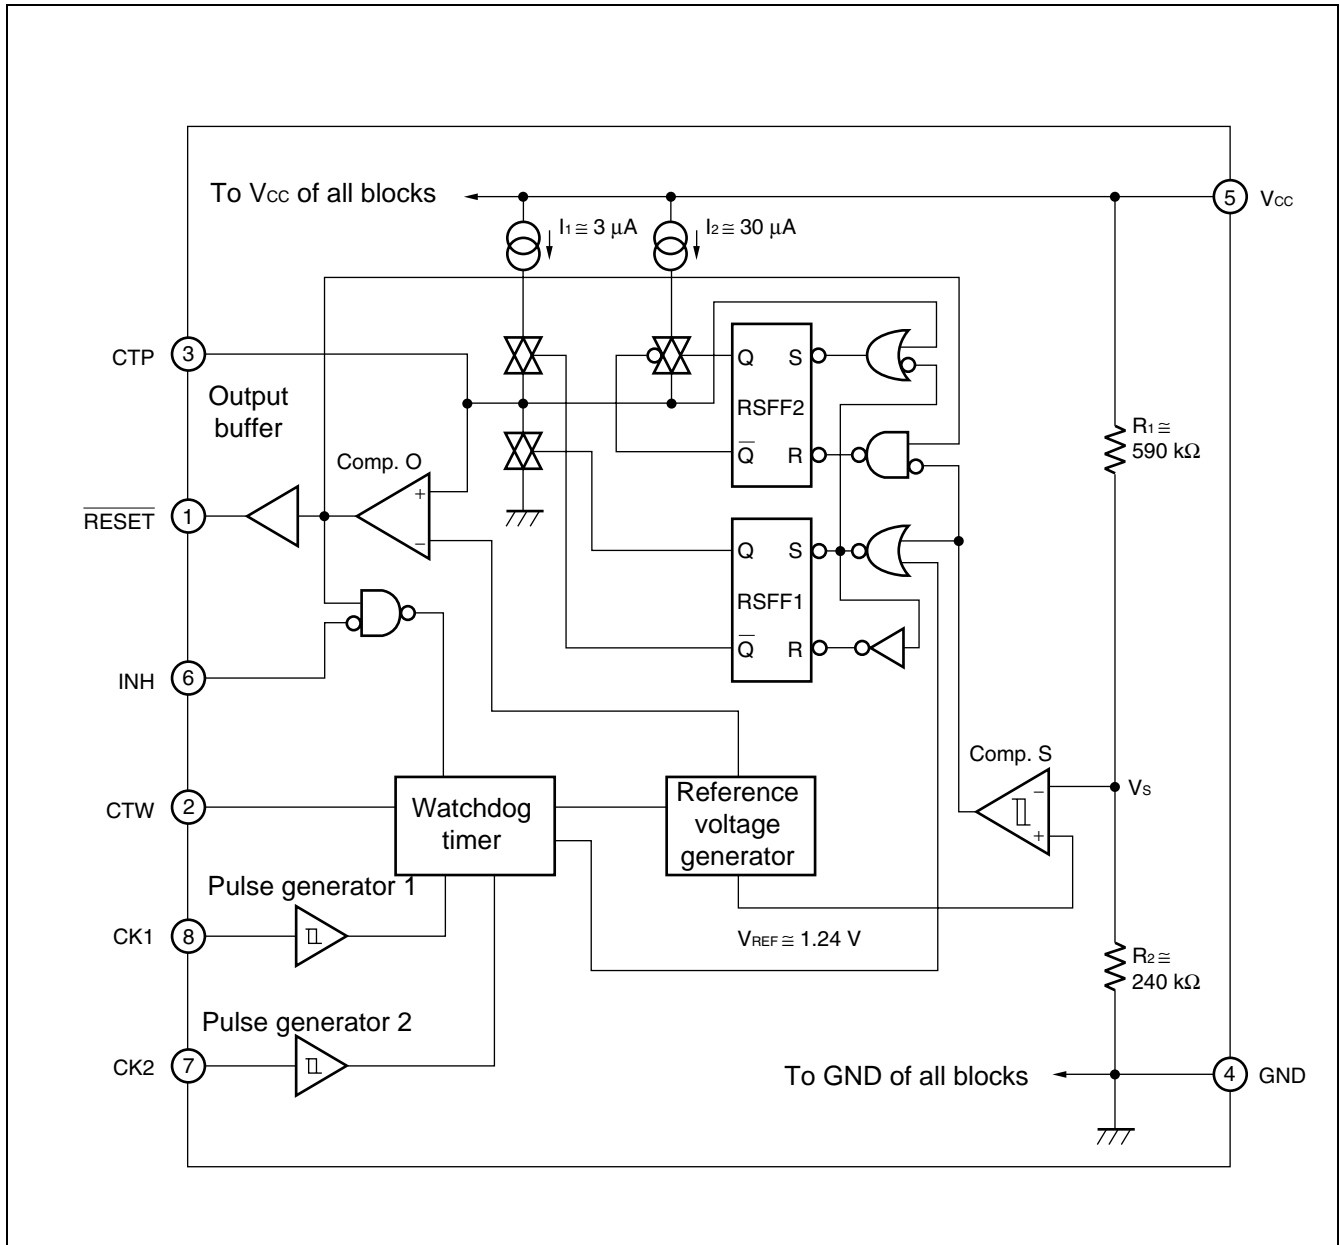 To VCC of all blocks
5
VCC
I1 ≅ 3 μA
I2 ≅ 30 μA
CTP
3
Output
buffer
Q
S
RSFF2
Q̅
R
R1 ≅
590 kΩ
Comp. O
+
−
R̅E̅S̅E̅T̅
1
Q
S
RSFF1
Q̅
R
INH
6
Comp. S
−
+
VS
CTW
2
Watchdog
timer
Reference
voltage
generator
Pulse generator 1
CK1
8
VREF ≅ 1.24 V
R2 ≅
240 kΩ
Pulse generator 2
CK2
7
To GND of all blocks
4
GND